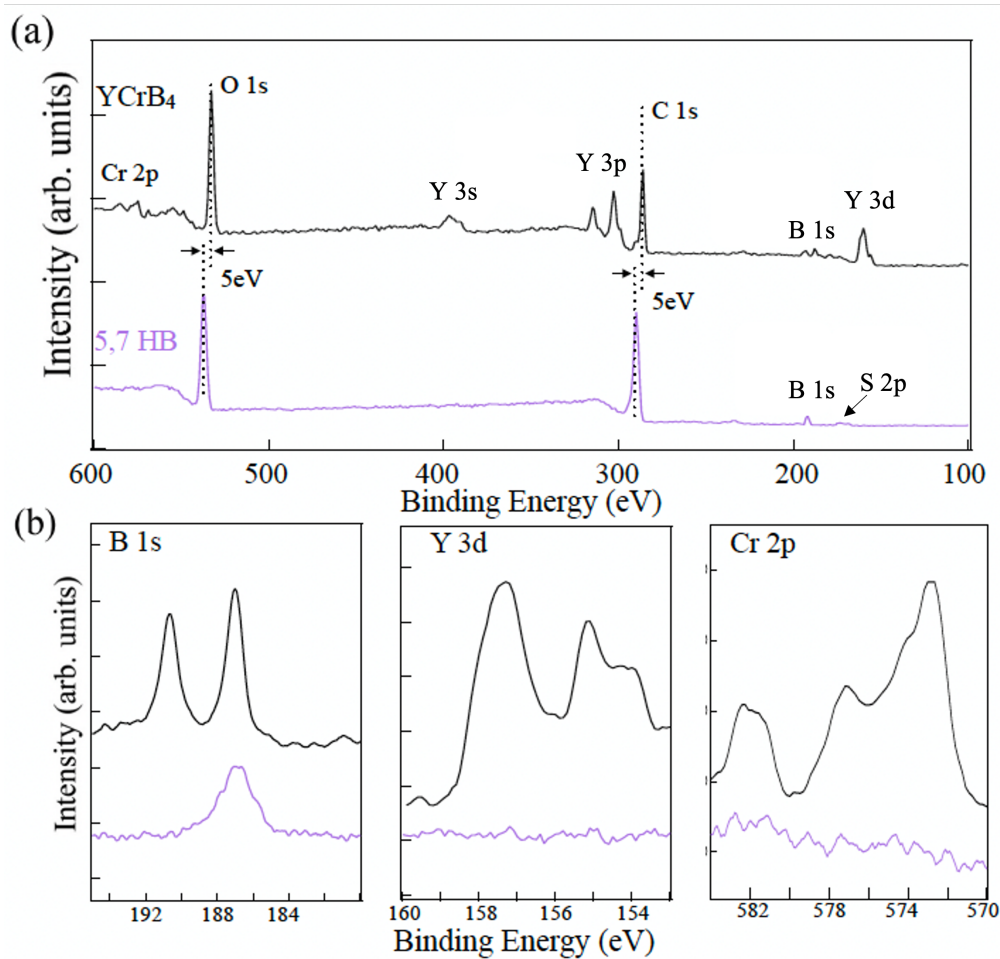 (a)
Intensity (arb. units)
YCrB₄
O 1s
C 1s
Cr 2p
Y 3s
Y 3p
B 1s
Y 3d
5eV
5eV
5,7 HB
B 1s
S 2p
600
500
400
300
200
100
Binding Energy (eV)
(b)
Intensity (arb. units)
B 1s
Y 3d
Cr 2p
192
188
184
160
158
156
154
582
578
574
570
Binding Energy (eV)